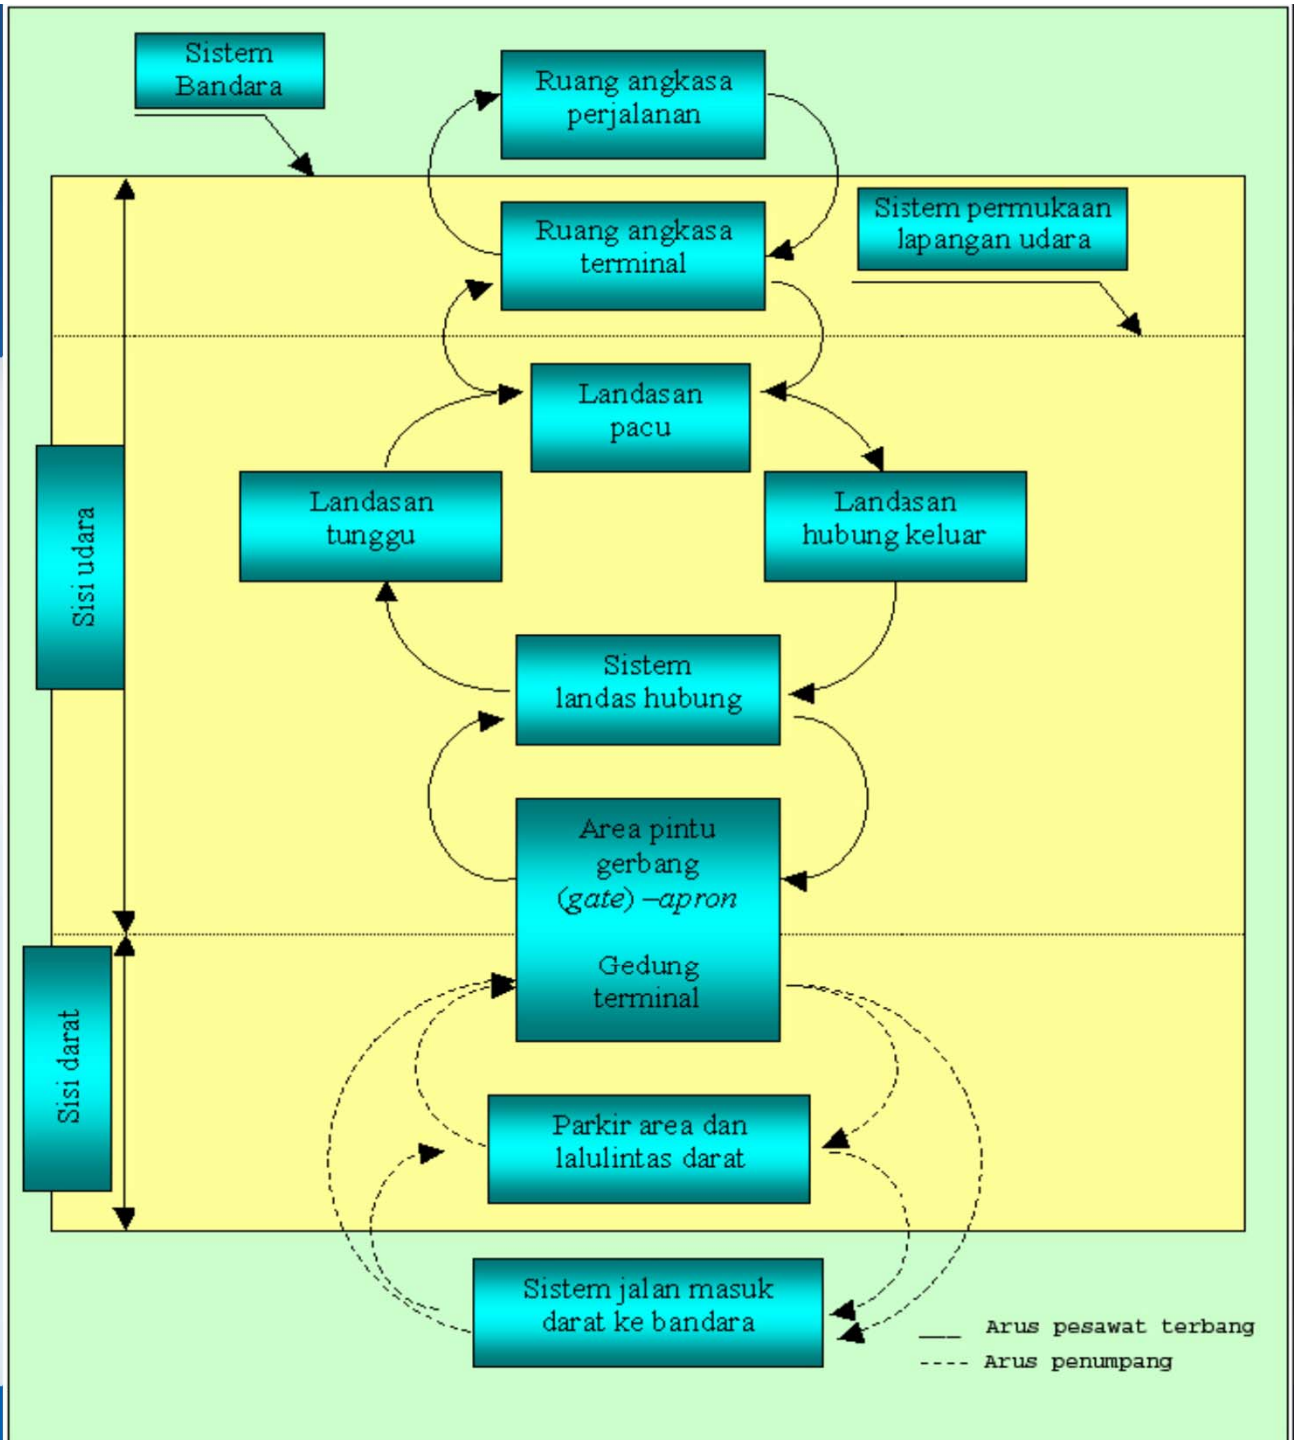 Sistem
Bandara
Ruang angkasa
perjalanan
Ruang angkasa
terminal
Sistem permukaan
lapangan udara
Landasan
pacu
Landasan
tunggu
Landasan
hubung keluar
Sisi udara
Sistem
landas hubung
Area pintu
gerbang
(gate) –apron
Gedung
terminal
Sisi darat
Parkir area dan
lalulintas darat
Sistem jalan masuk
darat ke bandara
Arus pesawat terbang
Arus penumpang